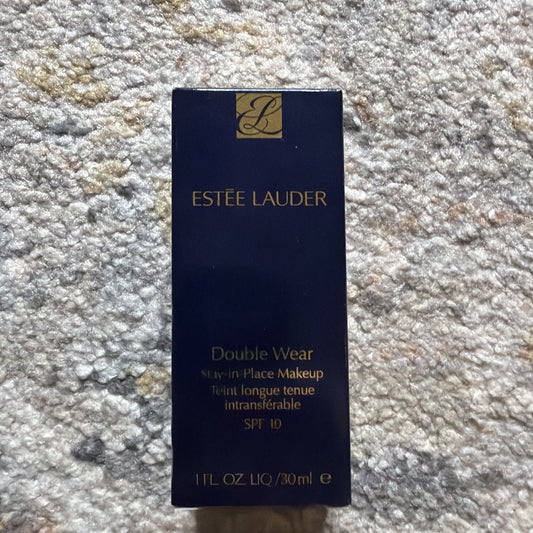 EL
ESTĒE LAUDER
Double Wear
Stay-in-Place Makeup
Teint longue tenue
intransférable
SPF 10
1 FL. OZ. LIQ./30ml e